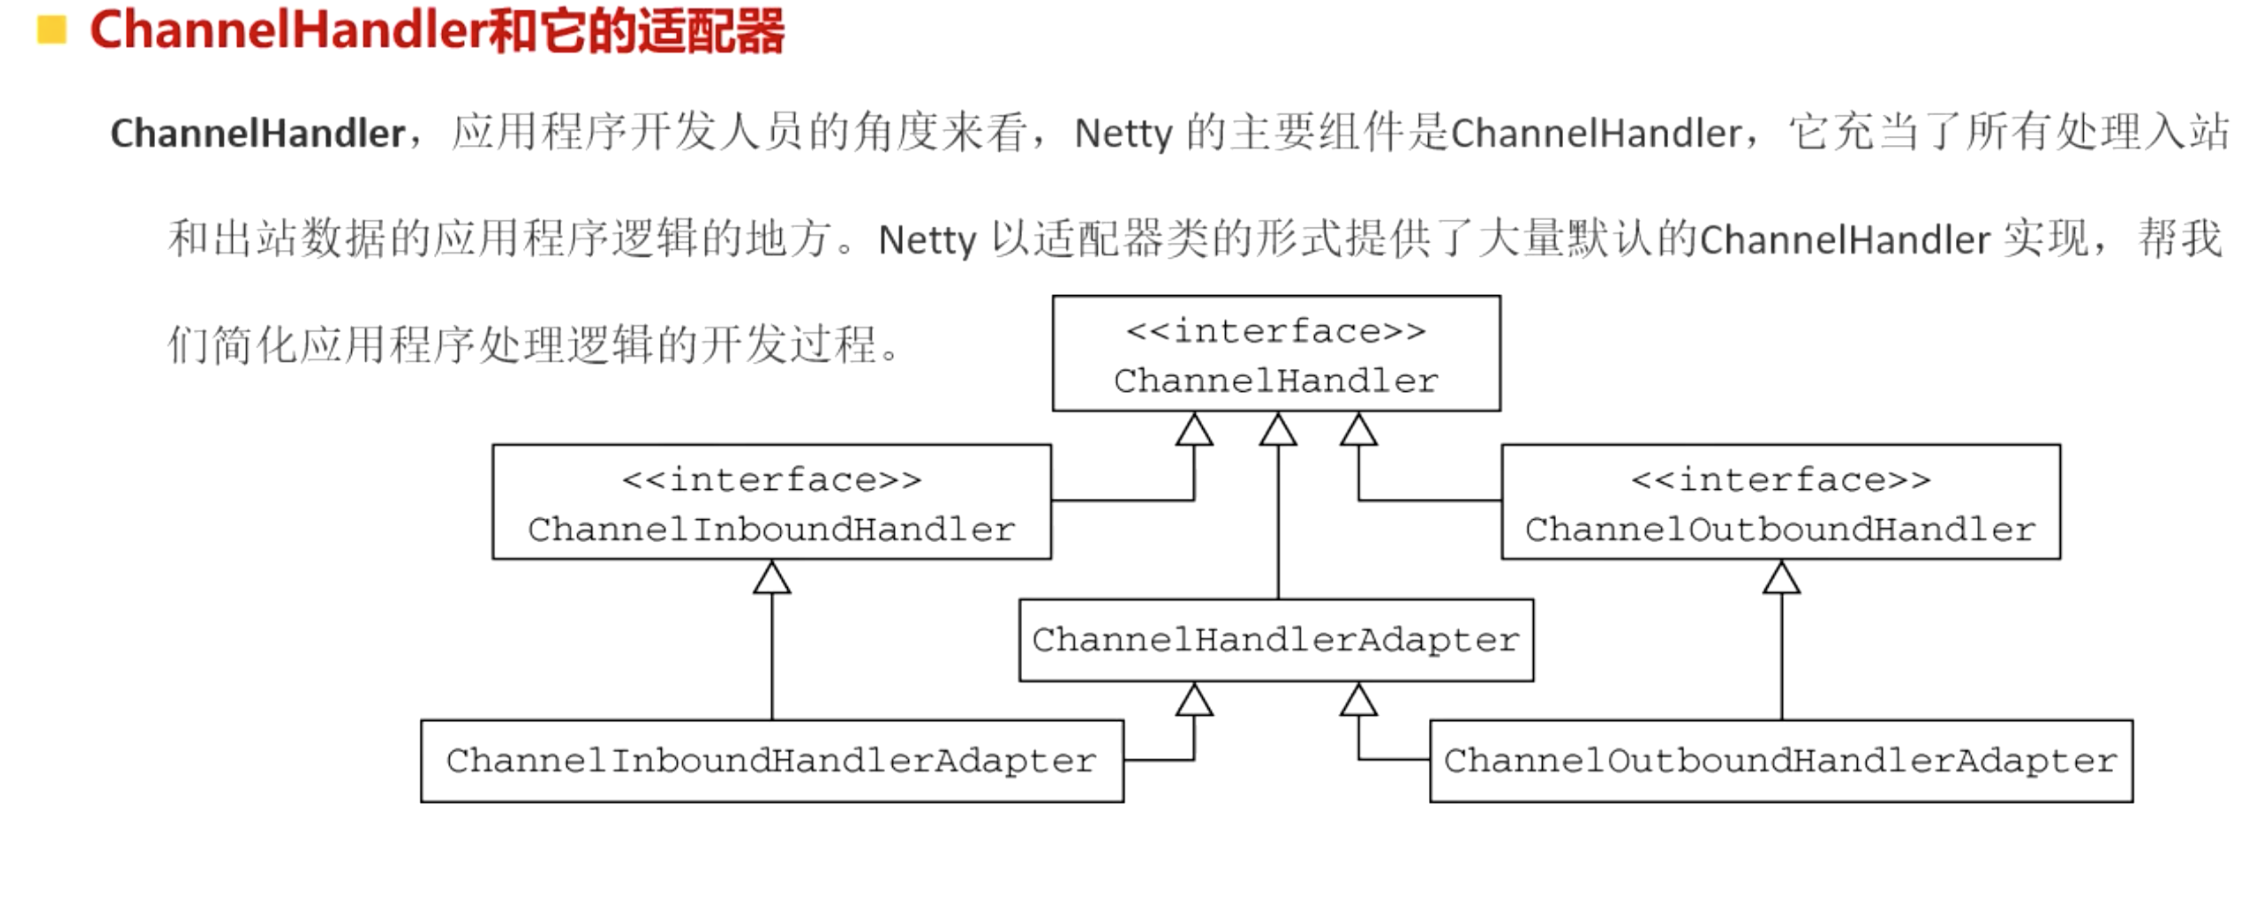 ChannelHandler和它的适配器
ChannelHandler，应用程序开发人员的角度来看，Netty 的主要组件是ChannelHandler，它充当了所有处理入站
和出站数据的应用程序逻辑的地方。Netty 以适配器类的形式提供了大量默认的ChannelHandler 实现，帮我
们简化应用程序处理逻辑的开发过程。
<<interface>>
ChannelHandler
<<interface>>
ChannelInboundHandler
<<interface>>
ChannelOutboundHandler
ChannelHandlerAdapter
ChannelInboundHandlerAdapter
ChannelOutboundHandlerAdapter